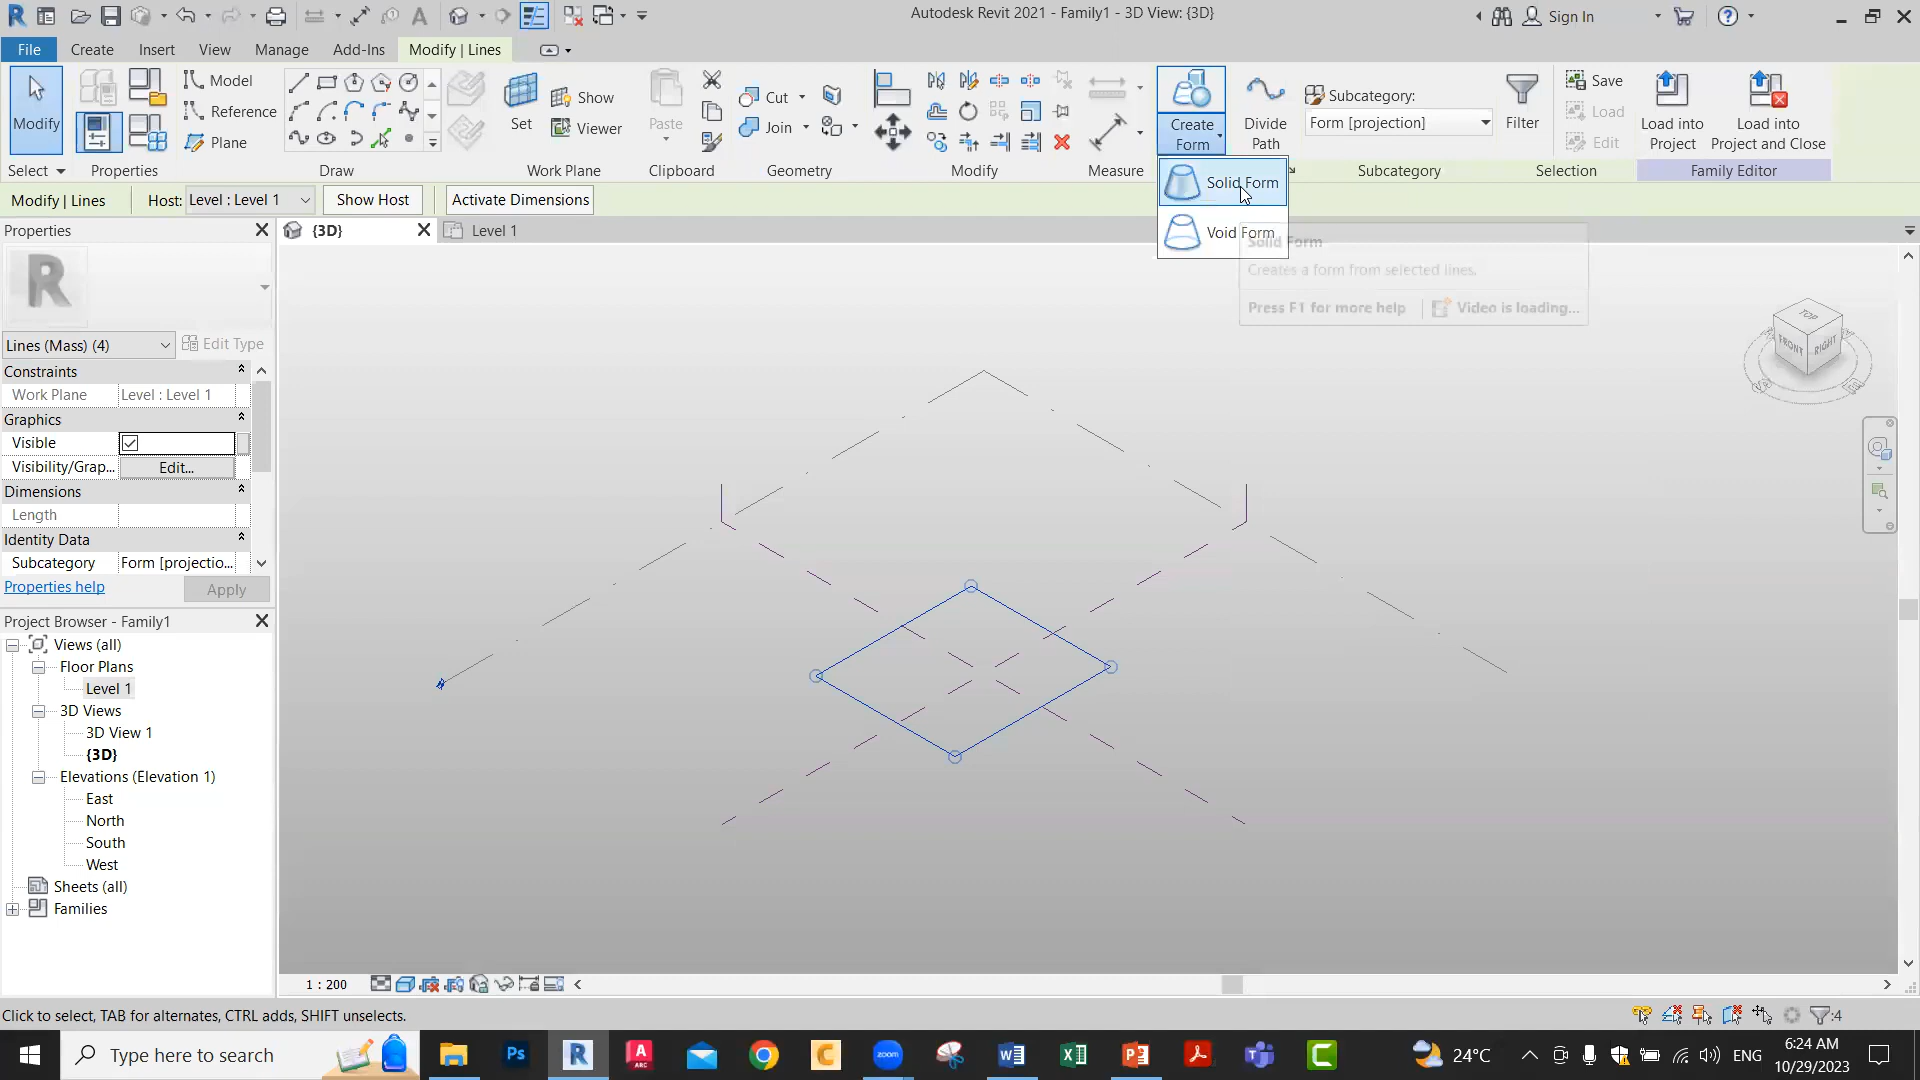 Autodesk Revit 2021 - Family1 - 3D View: {3D}
Sign In
File
Create
Insert
View
Manage
Add-Ins
Modify | Lines
Modify
Model
Reference
Plane
Set
Show
Viewer
Paste
Cut
Join
Create
Form
Divide
Path
Subcategory:
Form [projection]
Filter
Save
Load
Edit
Load into
Project
Load into
Project and Close
Select
Properties
Draw
Work Plane
Clipboard
Geometry
Modify
Measure
Subcategory
Selection
Family Editor
Modify | Lines
Host:
Level : Level 1
Show Host
Activate Dimensions
Solid Form
Void Form
Solid Form
Creates a form from selected lines.
Press F1 for more help
Video is loading...
Properties
{3D}
Level 1
R
Lines (Mass) (4)
Edit Type
Constraints
Work Plane
Level : Level 1
Graphics
Visible
Visibility/Grap...
Edit...
Dimensions
Length
Identity Data
Subcategory
Form [projectio...
Properties help
Apply
TOP
FRONT
RIGHT
Project Browser - Family1
Views (all)
Floor Plans
Level 1
3D Views
3D View 1
{3D}
Elevations (Elevation 1)
East
North
South
West
Sheets (all)
Families
1 : 200
Click to select, TAB for alternates, CTRL adds, SHIFT unselects.
:4
Type here to search
Ps
R
A
ARC
C
zoom
24°C
ENG
6:24 AM
10/29/2023